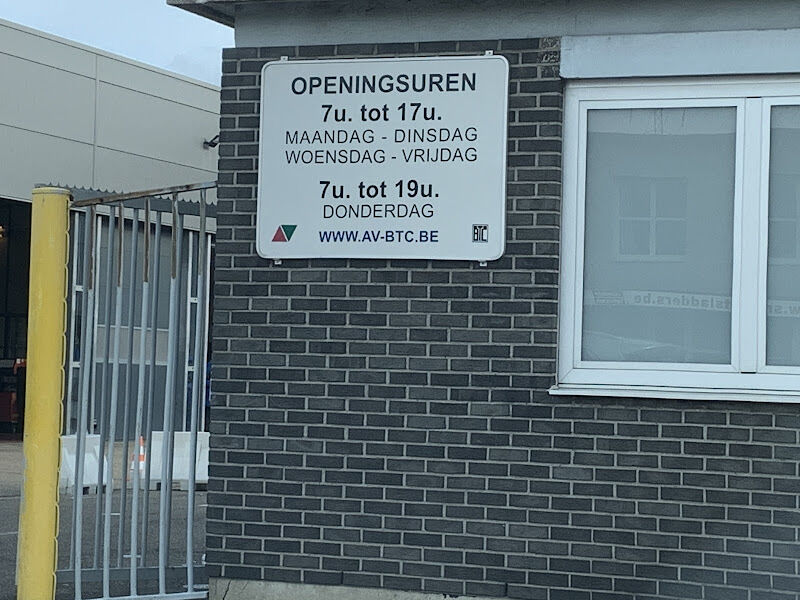 OPENINGSUREN
7u. tot 17u.
MAANDAG - DINSDAG
WOENSDAG - VRIJDAG
7u. tot 19u.
DONDERDAG
WWW.AV-BTC.BE
BTC